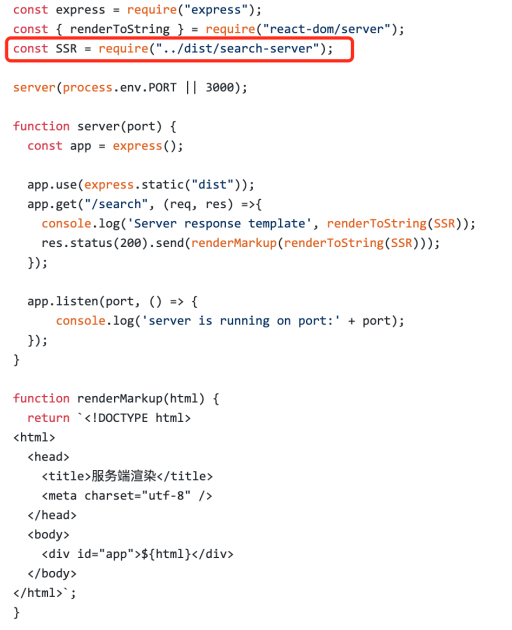 const express = require("express");
const { renderToString } = require("react-dom/server");
const SSR = require("../dist/search-server");
server(process.env.PORT || 3000);
function server(port) {
  const app = express();
  app.use(express.static("dist"));
  app.get("/search", (req, res) =>{
    console.log('Server response template', renderToString(SSR));
    res.status(200).send(renderMarkup(renderToString(SSR)));
  });
  app.listen(port, () => {
      console.log('server is running on port:' + port);
  });
}
function renderMarkup(html) {
  return `<!DOCTYPE html>
<html>
  <head>
    <title>服务端渲染</title>
    <meta charset="utf-8" />
  </head>
  <body>
    <div id="app">${html}</div>
  </body>
</html>`;
}